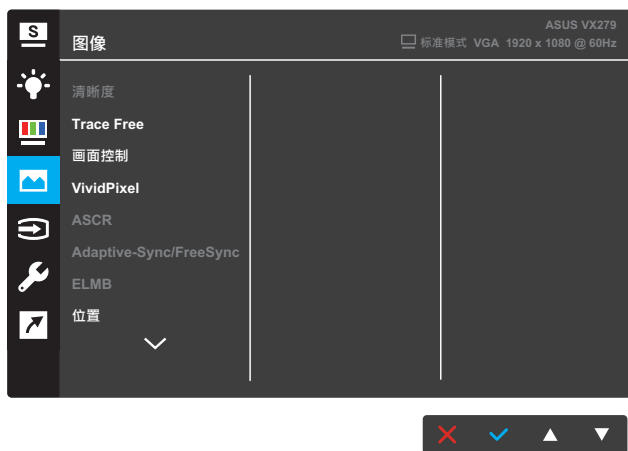 S
ASUS VX279
图像
标准模式 VGA 1920 x 1080 @ 60Hz
清晰度
Trace Free
画面控制
VividPixel
ASCR
Adaptive-Sync/FreeSync
ELMB
位置